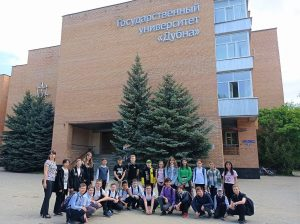 Государственный
университет
«Дубна»